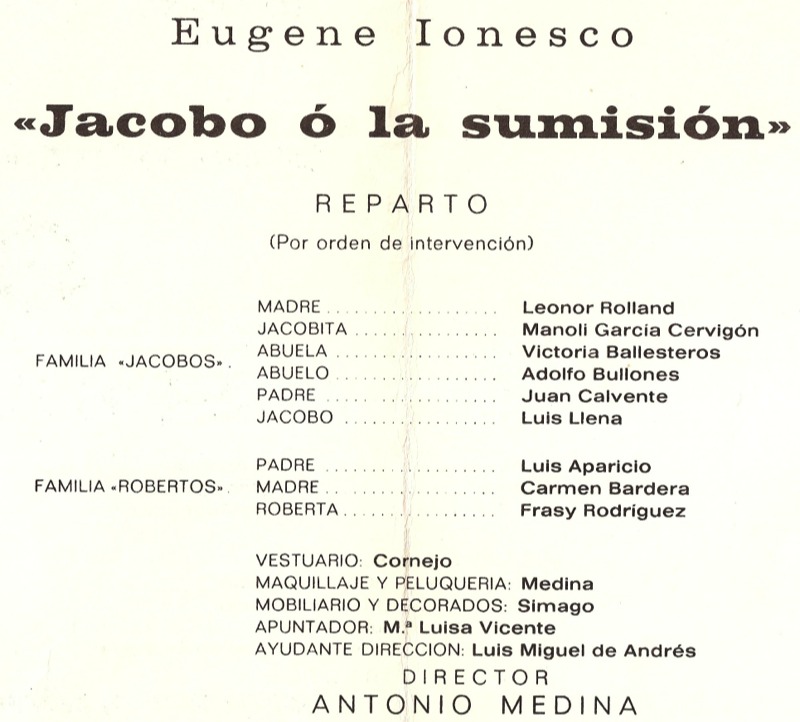 Eugene Ionesco
«Jacobo ó la sumisión»
REPARTO
(Por orden de intervención)
FAMILIA «JACOBOS».
MADRE .................... Leonor Rolland
JACOBITA ................. Manoli García Cervigón
ABUELA ................... Victoria Ballesteros
ABUELO ................... Adolfo Bullones
PADRE .................... Juan Calvente
JACOBO ................... Luis Llena
FAMILIA «ROBERTOS».
PADRE .................... Luis Aparicio
MADRE .................... Carmen Bardera
ROBERTA .................. Frasy Rodríguez
VESTUARIO: Cornejo
MAQUILLAJE Y PELUQUERIA: Medina
MOBILIARIO Y DECORADOS: Simago
APUNTADOR: M.ª Luisa Vicente
AYUDANTE DIRECCION: Luis Miguel de Andrés
DIRECTOR
ANTONIO MEDINA